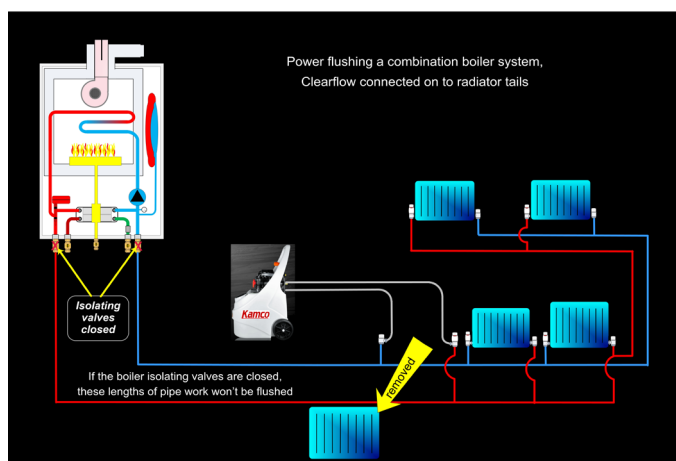 Power flushing a combination boiler system,
Clearflow connected on to radiator tails
Isolating
valves
closed
Kamco
removed
If the boiler isolating valves are closed,
these lengths of pipe work won't be flushed